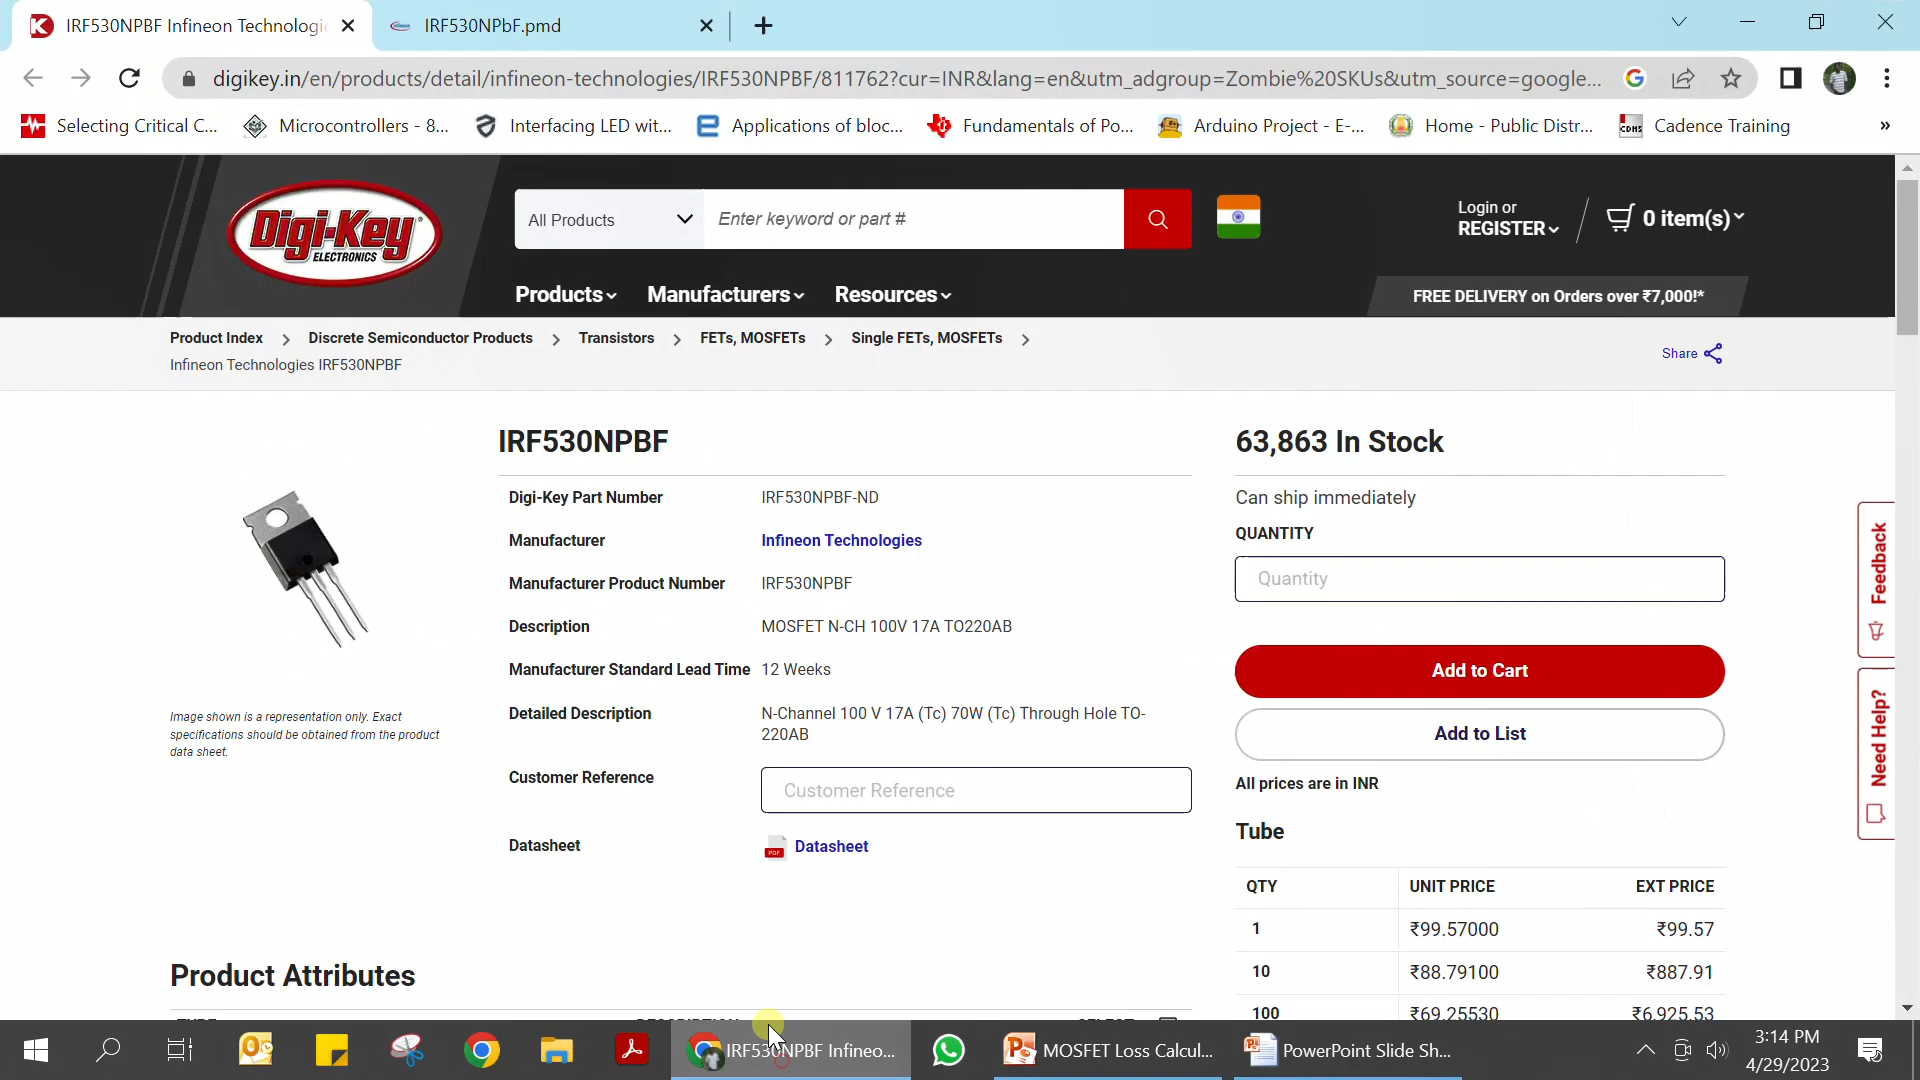 IRF530NPBF Infineon Technologi
IRF530NPbF.pmd
digikey.in/en/products/detail/infineon-technologies/IRF530NPBF/811762?cur=INR&lang=en&utm_adgroup=Zombie%20SKUs&utm_source=google...
Selecting Critical C...
Microcontrollers - 8...
Interfacing LED wit...
Applications of bloc...
Fundamentals of Po...
Arduino Project - E-...
Home - Public Distr...
CDNS
Cadence Training
»
Digi-Key
ELECTRONICS
All Products
Enter keyword or part #
Login or
REGISTER
0 item(s)
Products
Manufacturers
Resources
FREE DELIVERY on Orders over ₹7,000!*
Product Index > Discrete Semiconductor Products > Transistors > FETs, MOSFETs > Single FETs, MOSFETs >
Infineon Technologies IRF530NPBF
Share
IRF530NPBF
Digi-Key Part Number IRF530NPBF-ND
Manufacturer Infineon Technologies
Manufacturer Product Number IRF530NPBF
Description MOSFET N-CH 100V 17A TO220AB
Manufacturer Standard Lead Time 12 Weeks
Detailed Description N-Channel 100 V 17A (Tc) 70W (Tc) Through Hole TO-
220AB
Customer Reference Customer Reference
Datasheet PDF Datasheet
Image shown is a representation only. Exact
specifications should be obtained from the product
data sheet.
63,863 In Stock
Can ship immediately
QUANTITY
Quantity
Add to Cart
Add to List
All prices are in INR
Tube
QTY UNIT PRICE EXT PRICE
1 ₹99.57000 ₹99.57
10 ₹88.79100 ₹887.91
100 ₹69.25530 ₹6,925.53
Feedback
Need Help?
Product Attributes
TYPE DESCRIPTION SELECT
IRF530NPBF Infineo...
MOSFET Loss Calcul...
PowerPoint Slide Sh...
3:14 PM
4/29/2023